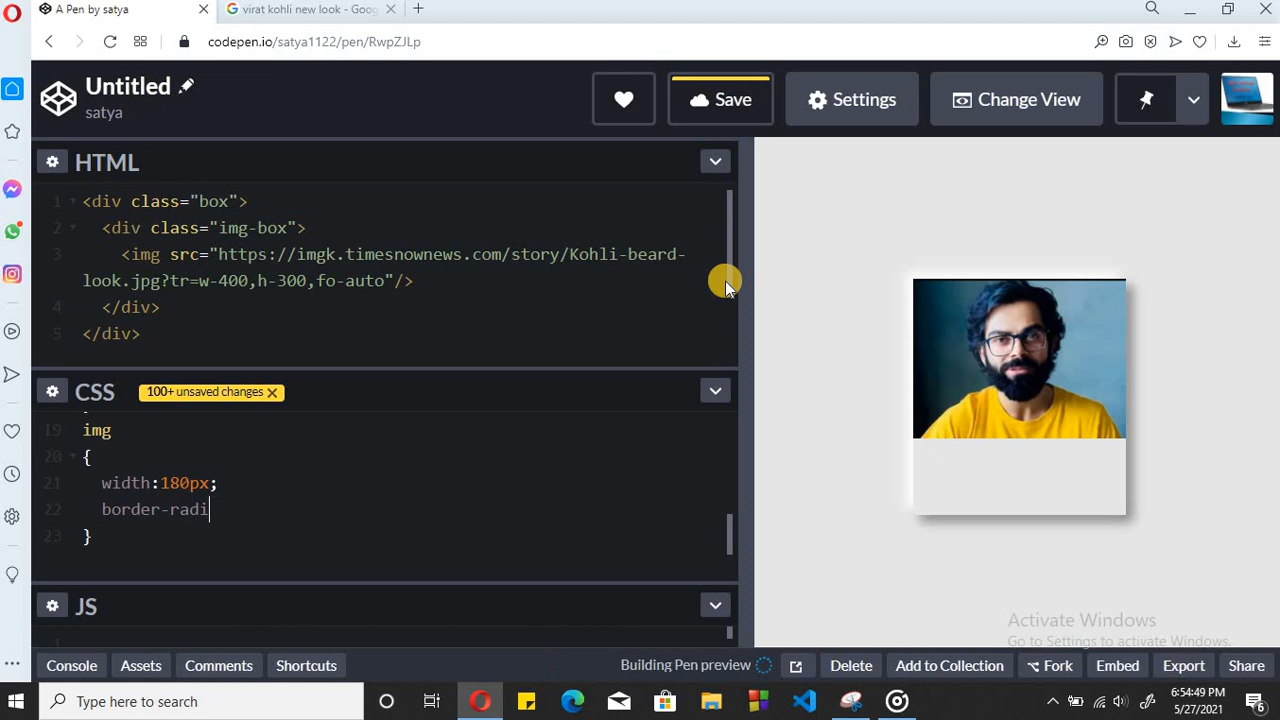 A Pen by satya
virat kohli new look - Goog
codepen.io/satya1122/pen/RwpZJLp
Untitled
satya
Save
Settings
Change View
HTML
1 <div class="box">
2 <div class="img-box">
3 <img src="https://imgk.timesnownews.com/story/Kohli-beard-
look.jpg?tr=w-400,h-300,fo-auto"/>
4 </div>
5 </div>
CSS
100+ unsaved changes
19 img
20 {
21 width:180px;
22 border-radi
23 }
JS
1
Activate Windows
Go to Settings to activate Windows.
Console
Assets
Comments
Shortcuts
Building Pen preview
Delete
Add to Collection
Fork
Embed
Export
Share
Type here to search
6:54:49 PM
5/27/2021
6